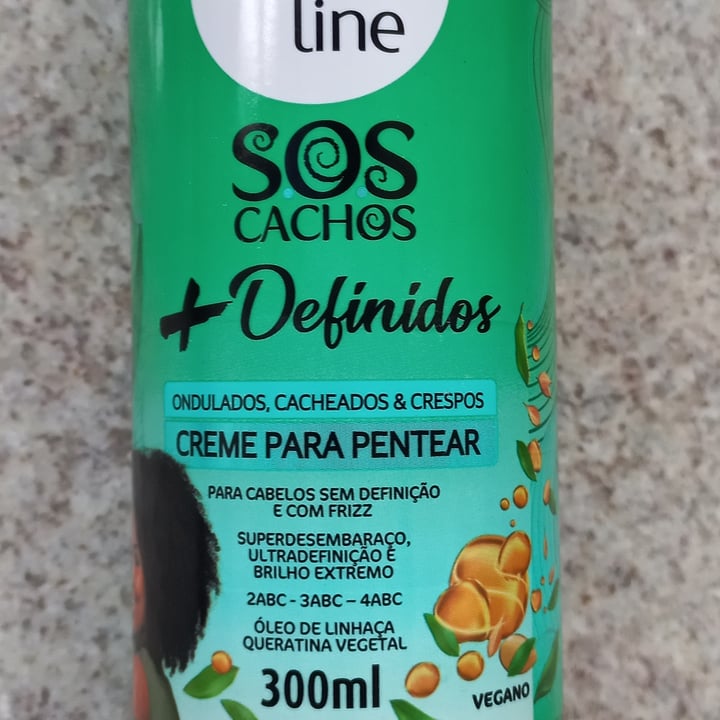 line
S.O.S
CACHOS
+Definidos
ONDULADOS, CACHEADOS & CRESPOS
CREME PARA PENTEAR
PARA CABELOS SEM DEFINIÇÃO
E COM FRIZZ
SUPERDESEMBARAÇO,
ULTRADEFINIÇÃO E
BRILHO EXTREMO
2ABC - 3ABC – 4ABC
ÓLEO DE LINHAÇA
QUERATINA VEGETAL
300ml
VEGANO